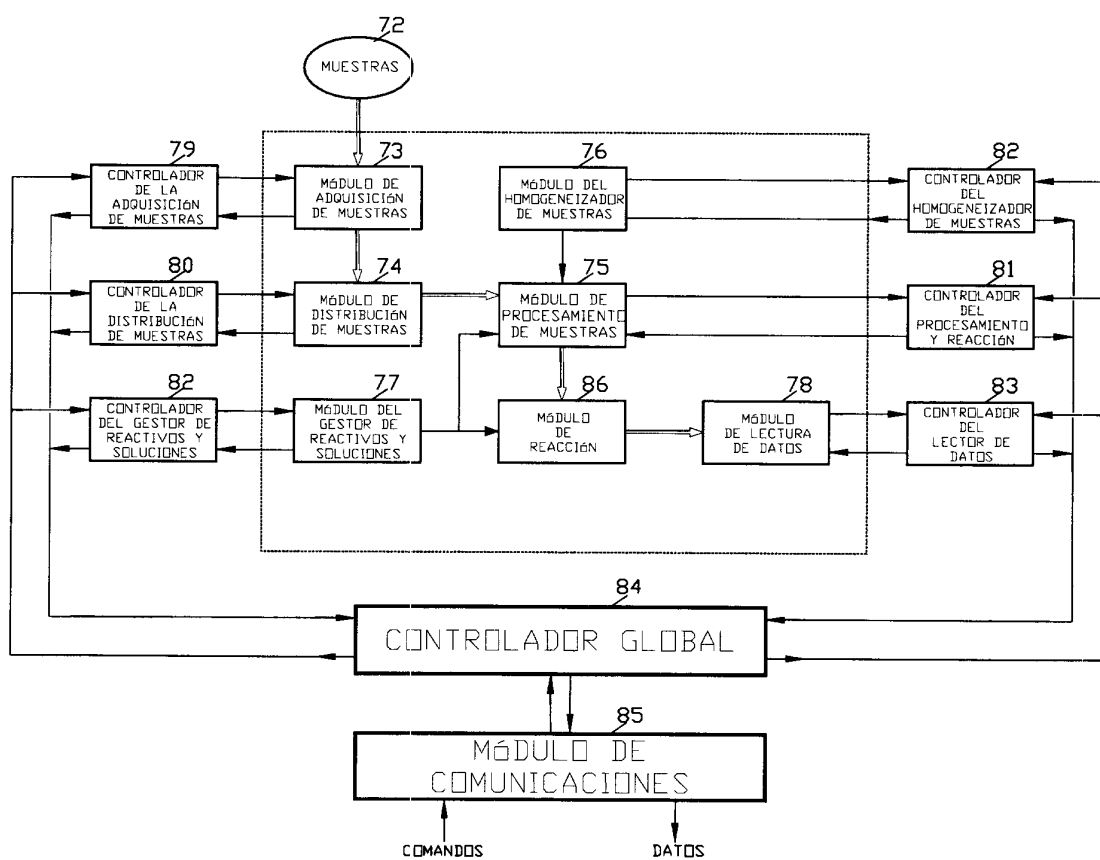 72
MUESTRAS
79
CONTROLADOR
DE LA
ADQUISICIÓN
DE MUESTRAS
73
MÓDULO DE
ADQUISICIÓN
DE MUESTRAS
76
MÓDULO DEL
HOMOGENEIZADOR
DE MUESTRAS
82
CONTROLADOR
DEL
HOMOGENEIZADOR
DE MUESTRAS
80
CONTROLADOR
DE LA
DISTRIBUCIÓN
DE MUESTRAS
74
MÓDULO DE
DISTRIBUCIÓN
DE MUESTRAS
75
MÓDULO DE
PROCESAMIENTO
DE MUESTRAS
81
CONTROLADOR
DEL
PROCESAMIENTO
Y REACCIÓN
82
CONTROLADOR
DEL GESTOR DE
REACTIVOS Y
SOLUCIONES
77
MÓDULO DEL
GESTOR DE
REACTIVOS Y
SOLUCIONES
86
MÓDULO
DE
REACCIÓN
78
MÓDULO
DE LECTURA
DE DATOS
83
CONTROLADOR
DEL
LECTOR DE
DATOS
84
CONTROLADOR GLOBAL
85
MÓDULO DE
COMUNICACIONES
COMANDOS
DATOS